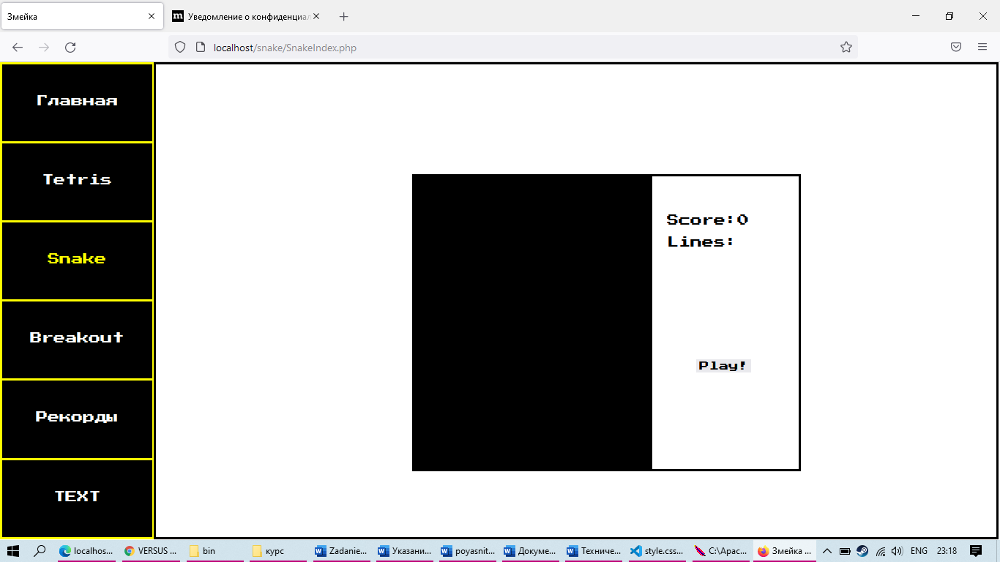 Змейка
Уведомление о конфиденциал
localhost/snake/SnakeIndex.php
Главная
Tetris
Snake
Breakout
Рекорды
TEXT
Score:0
Lines:
Play!
localhos...
VERSUS ...
bin
курс
Zadanie...
Указани...
poyasnit...
Докуме...
Техниче...
style.css...
C:\Apac...
Змейка ...
ENG
23:18